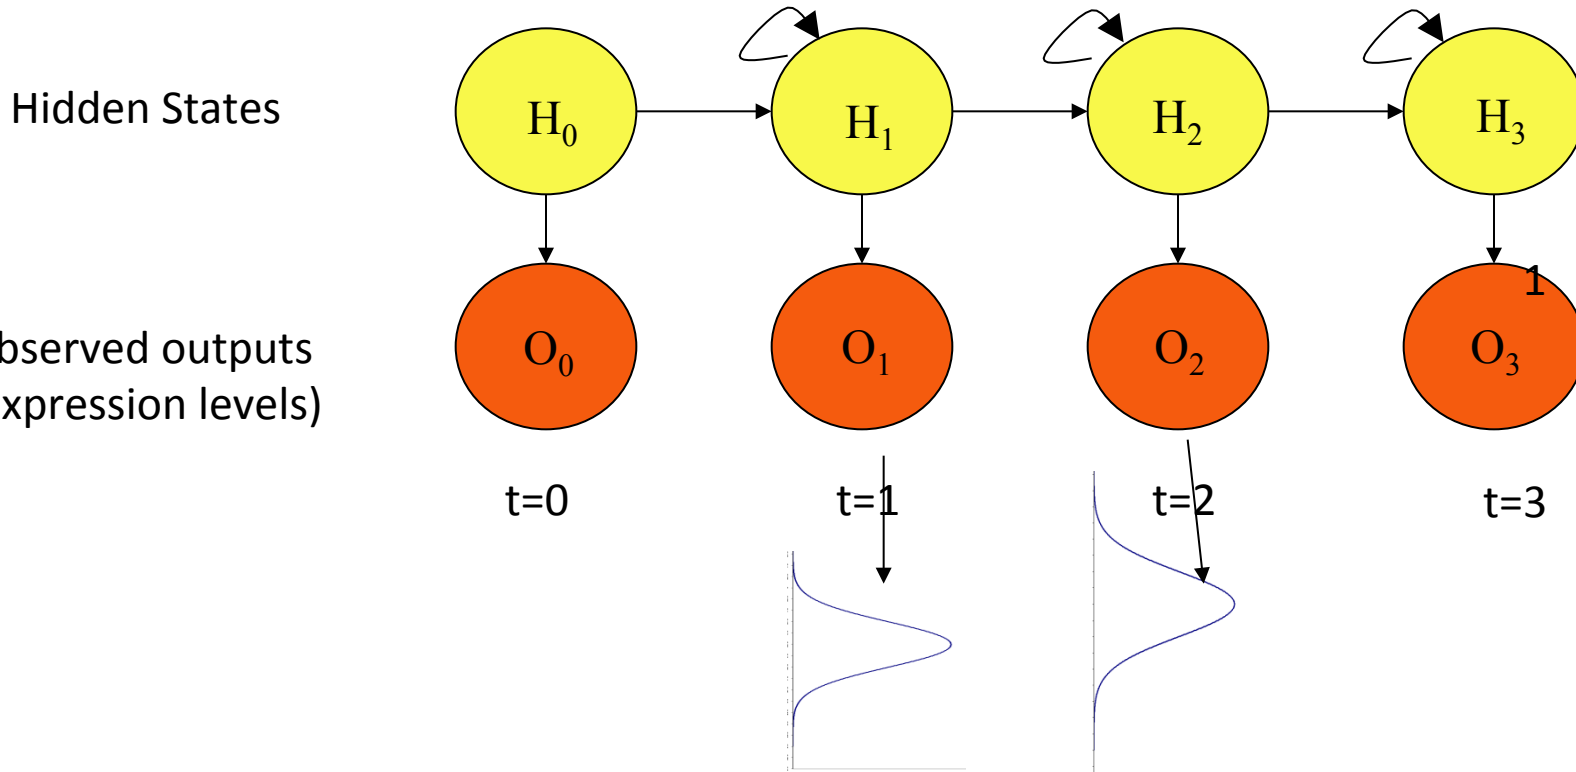 Hidden States
H0
H1
H2
H3
bserved outputs
xpression levels)
O0
O1
O2
O3
1
t=0
t=1
t=2
t=3